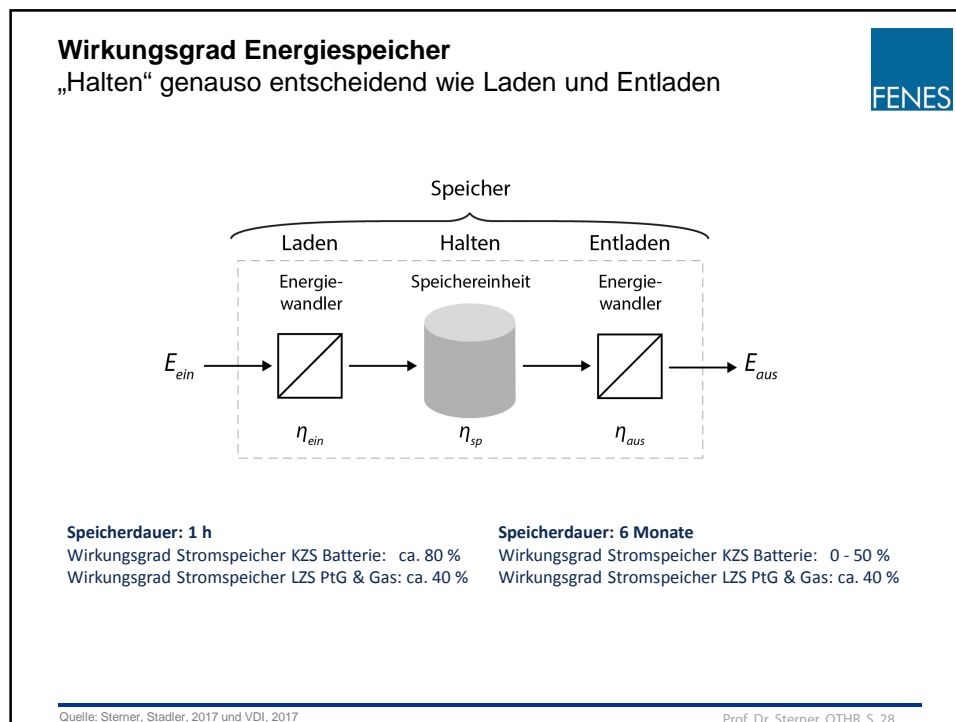 Wirkungsgrad Energiespeicher
„Halten“ genauso entscheidend wie Laden und Entladen
FENES
Speicher
Laden
Halten
Entladen
Energie-
wandler
Speichereinheit
Energie-
wandler
E_ein
E_aus
η_ein
η_sp
η_aus
Speicherdauer: 1 h
Wirkungsgrad Stromspeicher KZS Batterie: ca. 80 %
Wirkungsgrad Stromspeicher LZS PtG & Gas: ca. 40 %
Speicherdauer: 6 Monate
Wirkungsgrad Stromspeicher KZS Batterie: 0 - 50 %
Wirkungsgrad Stromspeicher LZS PtG & Gas: ca. 40 %
Quelle: Sterner, Stadler, 2017 und VDI, 2017
Prof. Dr. Sterner, OTHR, S. 28